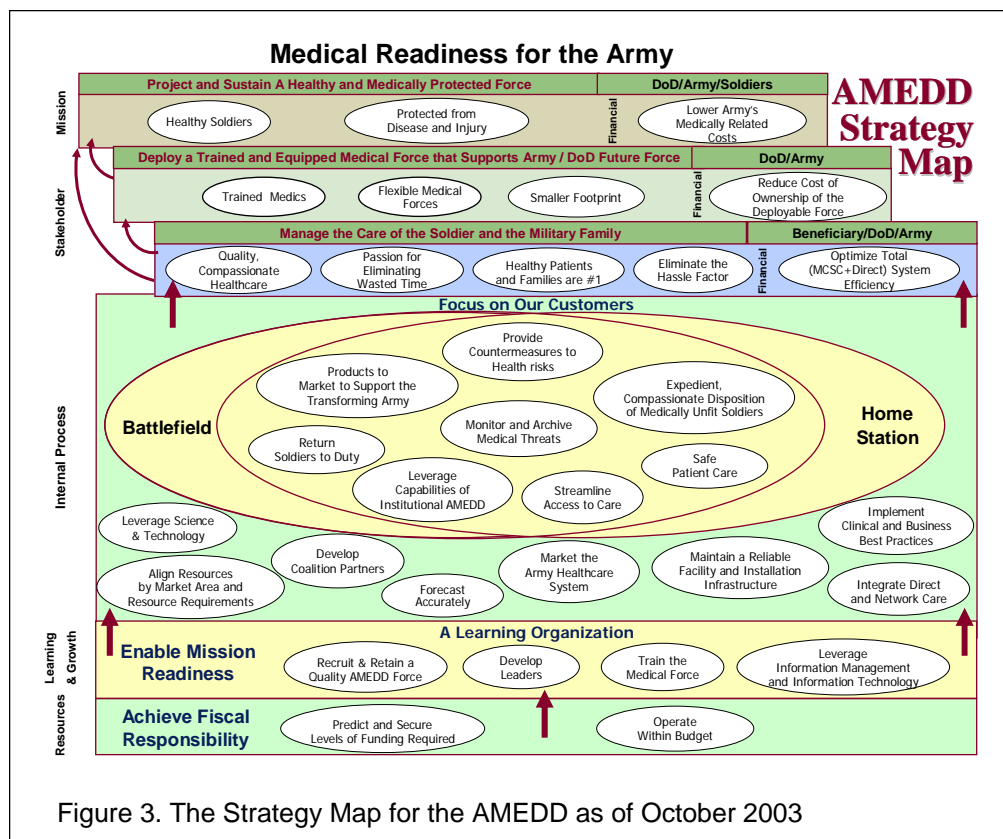 Medical Readiness for the Army
AMEDD
Strategy
Map
Mission
Project and Sustain A Healthy and Medically Protected Force
DoD/Army/Soldiers
Healthy Soldiers
Protected from
Disease and Injury
Financial
Lower Army's
Medically Related
Costs
Stakeholder
Deploy a Trained and Equipped Medical Force that Supports Army / DoD Future Force
DoD/Army
Trained Medics
Flexible Medical
Forces
Smaller Footprint
Financial
Reduce Cost of
Ownership of the
Deployable Force
Manage the Care of the Soldier and the Military Family
Beneficiary/DoD/Army
Quality,
Compassionate
Healthcare
Passion for
Eliminating
Wasted Time
Healthy Patients
and Families are #1
Eliminate the
Hassle Factor
Financial
Optimize Total
(MCSC+Direct) System
Efficiency
Internal Process
Focus on Our Customers
Provide
Countermeasures to
Health risks
Products to
Market to Support the
Transforming Army
Expedient,
Compassionate Disposition
of Medically Unfit Soldiers
Battlefield
Monitor and Archive
Medical Threats
Home
Station
Return
Soldiers to Duty
Safe
Patient Care
Leverage
Capabilities of
Institutional AMEDD
Streamline
Access to Care
Leverage Science
& Technology
Implement
Clinical and Business
Best Practices
Develop
Coalition Partners
Market the
Army Healthcare
System
Maintain a Reliable
Facility and Installation
Infrastructure
Align Resources
by Market Area and
Resource Requirements
Forecast
Accurately
Integrate Direct
and Network Care
Learning
& Growth
A Learning Organization
Enable Mission
Readiness
Recruit & Retain a
Quality AMEDD Force
Develop
Leaders
Train the
Medical Force
Leverage
Information Management
and Information Technology
Resources
Achieve Fiscal
Responsibility
Predict and Secure
Levels of Funding Required
Operate
Within Budget
Figure 3. The Strategy Map for the AMEDD as of October 2003